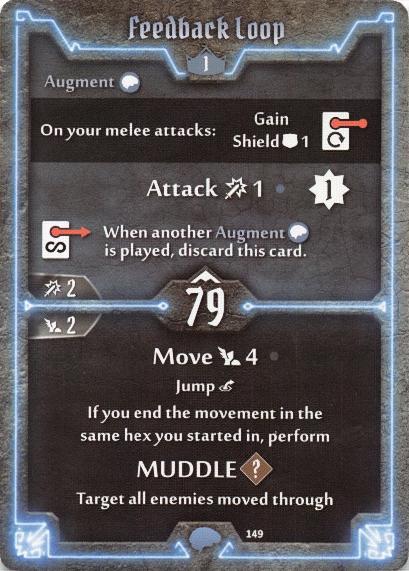 Feedback Loop
1
Augment
On your melee attacks: Gain
Shield 1
Attack 1
1
When another Augment
is played, discard this card.
2
79
2
Move 4
Jump
If you end the movement in the
same hex you started in, perform
MUDDLE ?
Target all enemies moved through
149